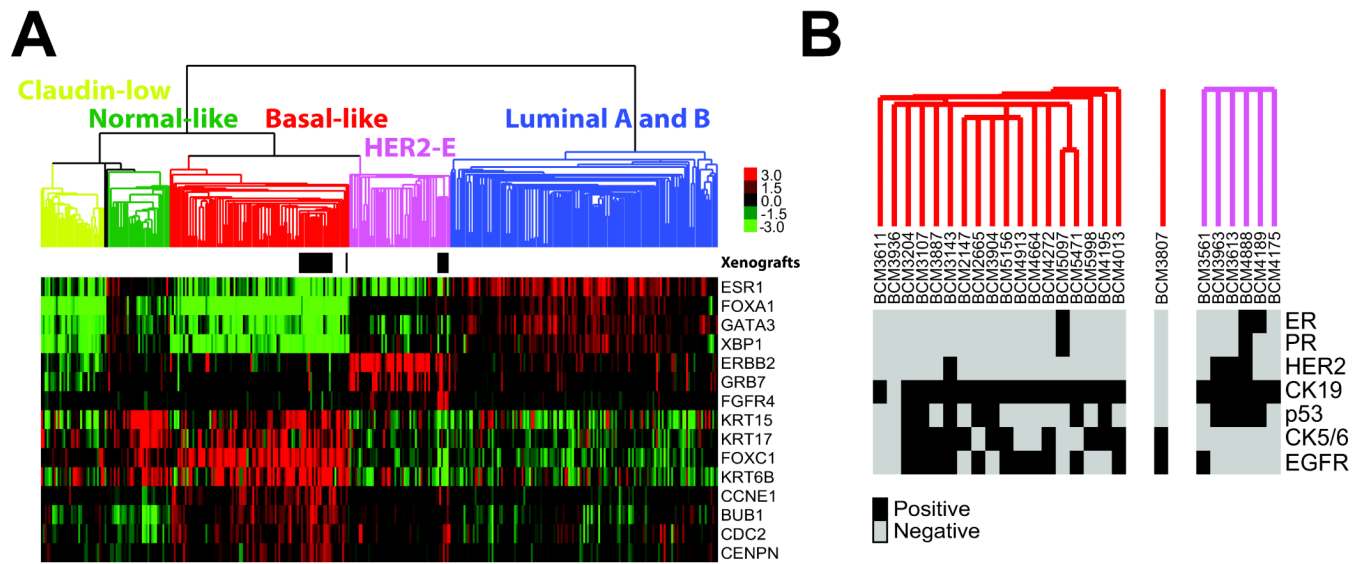 A
B
Claudin-low
Normal-like
Basal-like
Luminal A and B
HER2-E
3.0
1.5
0.0
-1.5
-3.0
Xenografts
ESR1
FOXA1
GATA3
XBP1
ERBB2
GRB7
FGFR4
KRT15
KRT17
FOXC1
KRT6B
CCNE1
BUB1
CDC2
CENPN
BCM3611
BCM3936
BCM3204
BCM3107
BCM3887
BCM3143
BCM2147
BCM2665
BCM3904
BCM5156
BCM4913
BCM4664
BCM4272
BCM5097
BCM5471
BCM5998
BCM4195
BCM4013
BCM3807
BCM3561
BCM3963
BCM3613
BCM4888
BCM4189
BCM4175
ER
PR
HER2
CK19
p53
CK5/6
EGFR
Positive
Negative